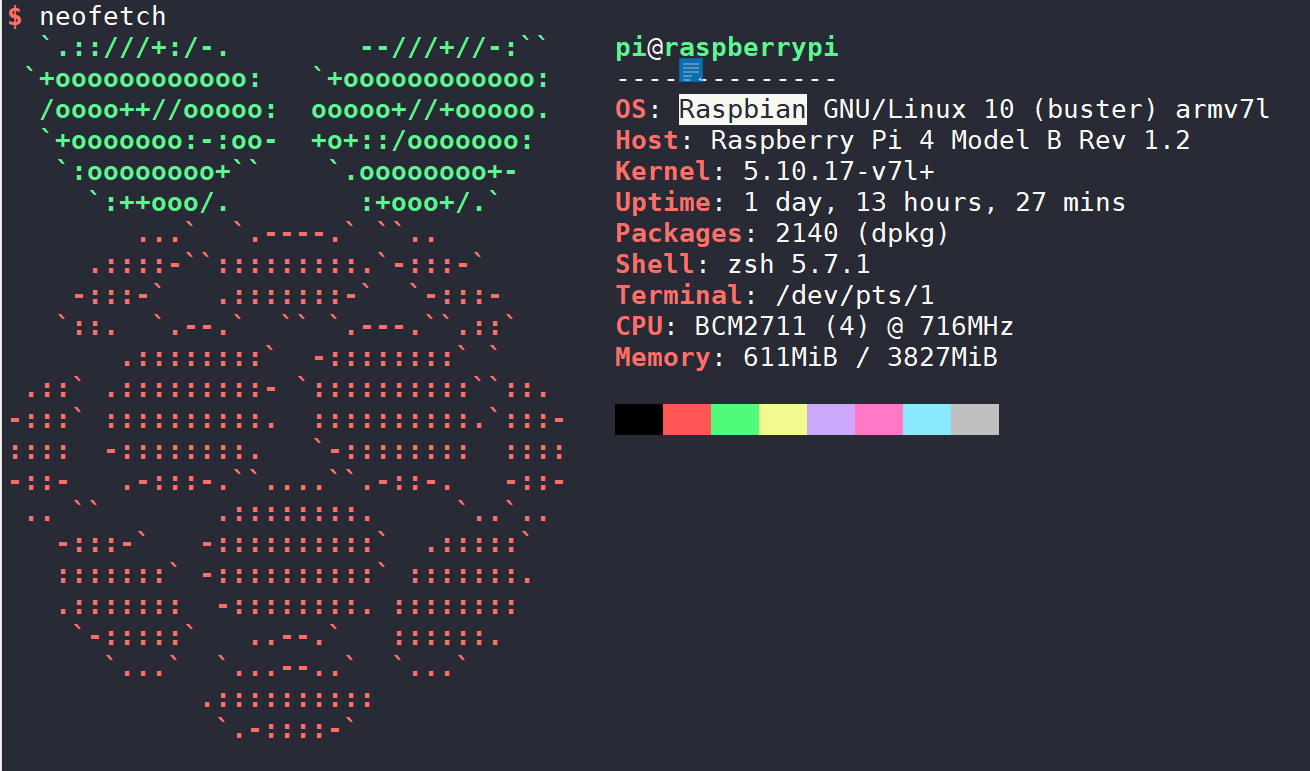 $ neofetch
pi@raspberrypi
--------------
OS: Raspbian GNU/Linux 10 (buster) armv7l
Host: Raspberry Pi 4 Model B Rev 1.2
Kernel: 5.10.17-v7l+
Uptime: 1 day, 13 hours, 27 mins
Packages: 2140 (dpkg)
Shell: zsh 5.7.1
Terminal: /dev/pts/1
CPU: BCM2711 (4) @ 716MHz
Memory: 611MiB / 3827MiB